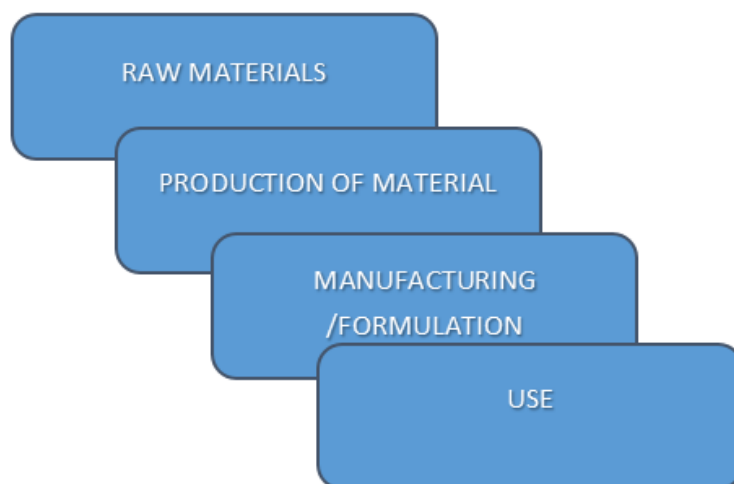 RAW MATERIALS
PRODUCTION OF MATERIAL
MANUFACTURING
/FORMULATION
USE